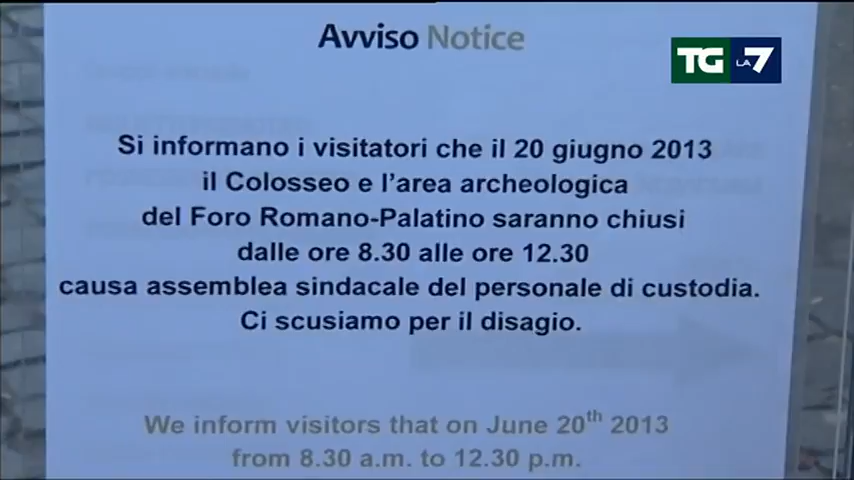 Avviso Notice
TG LA 7
Si informano i visitatori che il 20 giugno 2013
il Colosseo e l'area archeologica
del Foro Romano-Palatino saranno chiusi
dalle ore 8.30 alle ore 12.30
causa assemblea sindacale del personale di custodia.
Ci scusiamo per il disagio.
We inform visitors that on June 20th 2013
from 8.30 a.m. to 12.30 p.m.